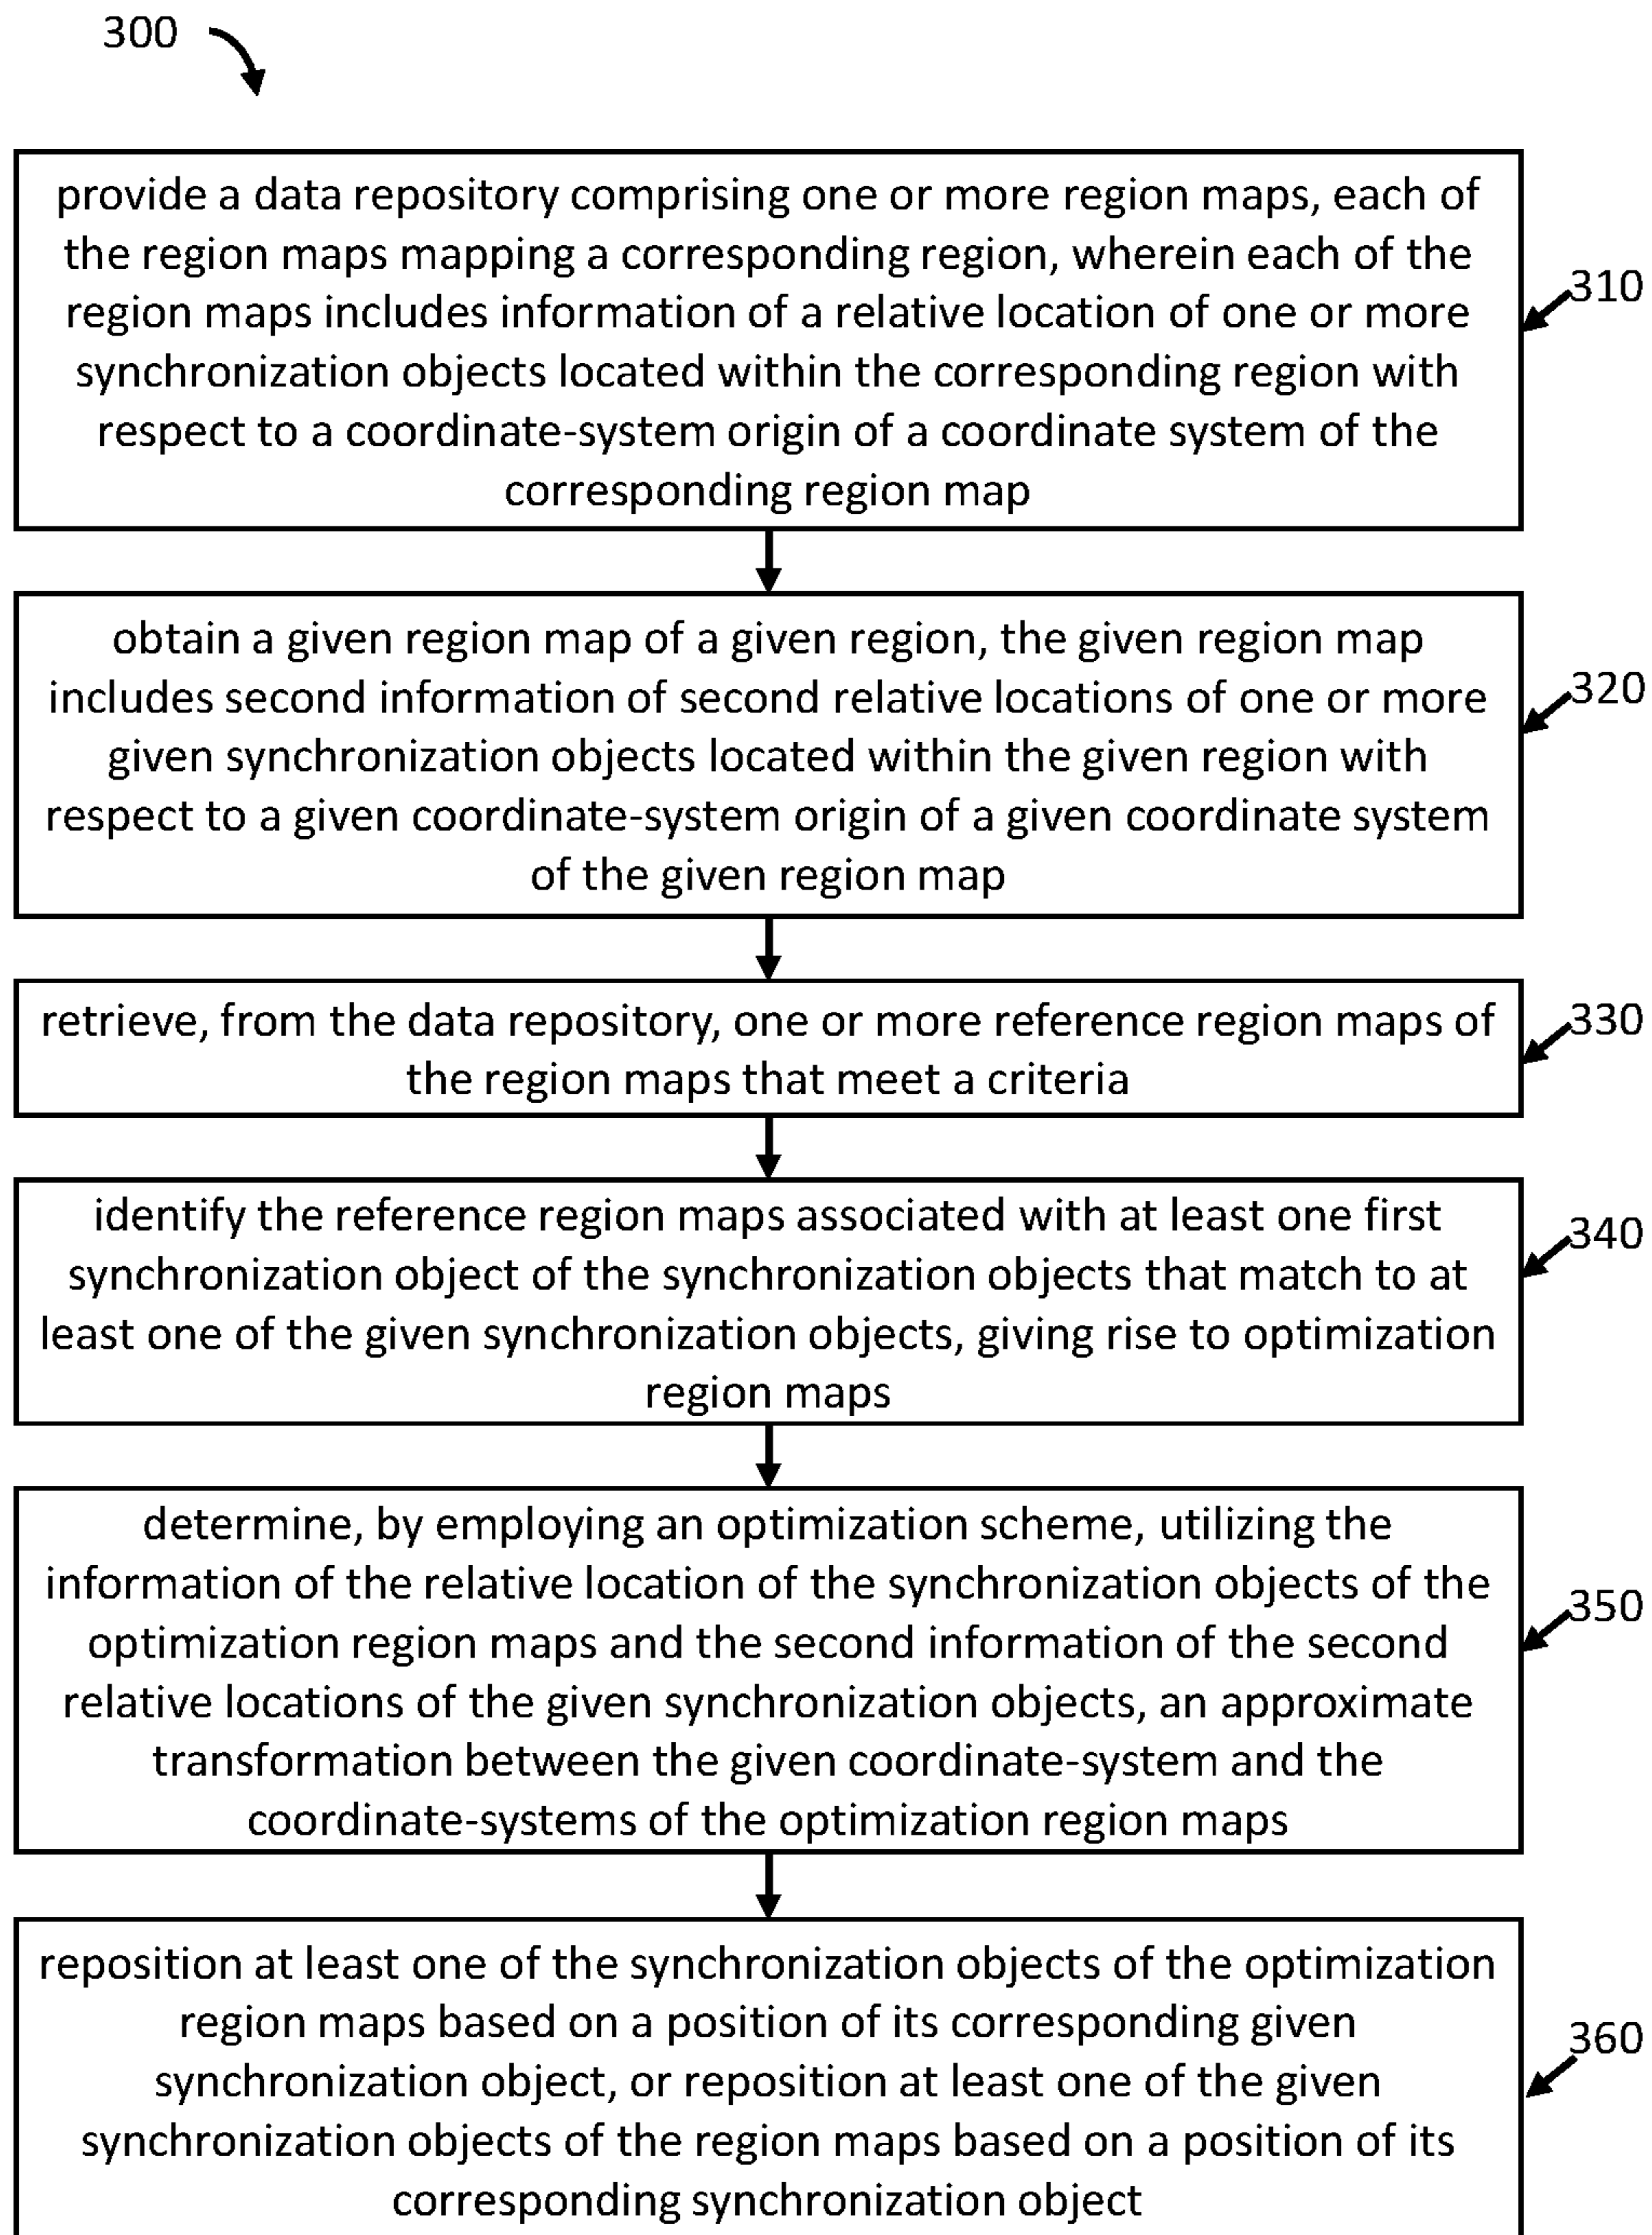 300
provide a data repository comprising one or more region maps, each of
the region maps mapping a corresponding region, wherein each of the
region maps includes information of a relative location of one or more
synchronization objects located within the corresponding region with
respect to a coordinate-system origin of a coordinate system of the
corresponding region map
310
obtain a given region map of a given region, the given region map
includes second information of second relative locations of one or more
given synchronization objects located within the given region with
respect to a given coordinate-system origin of a given coordinate system
of the given region map
320
retrieve, from the data repository, one or more reference region maps of
the region maps that meet a criteria
330
identify the reference region maps associated with at least one first
synchronization object of the synchronization objects that match to at
least one of the given synchronization objects, giving rise to optimization
region maps
340
determine, by employing an optimization scheme, utilizing the
information of the relative location of the synchronization objects of the
optimization region maps and the second information of the second
relative locations of the given synchronization objects, an approximate
transformation between the given coordinate-system and the
coordinate-systems of the optimization region maps
350
reposition at least one of the synchronization objects of the optimization
region maps based on a position of its corresponding given
synchronization object, or reposition at least one of the given
synchronization objects of the region maps based on a position of its
corresponding synchronization object
360